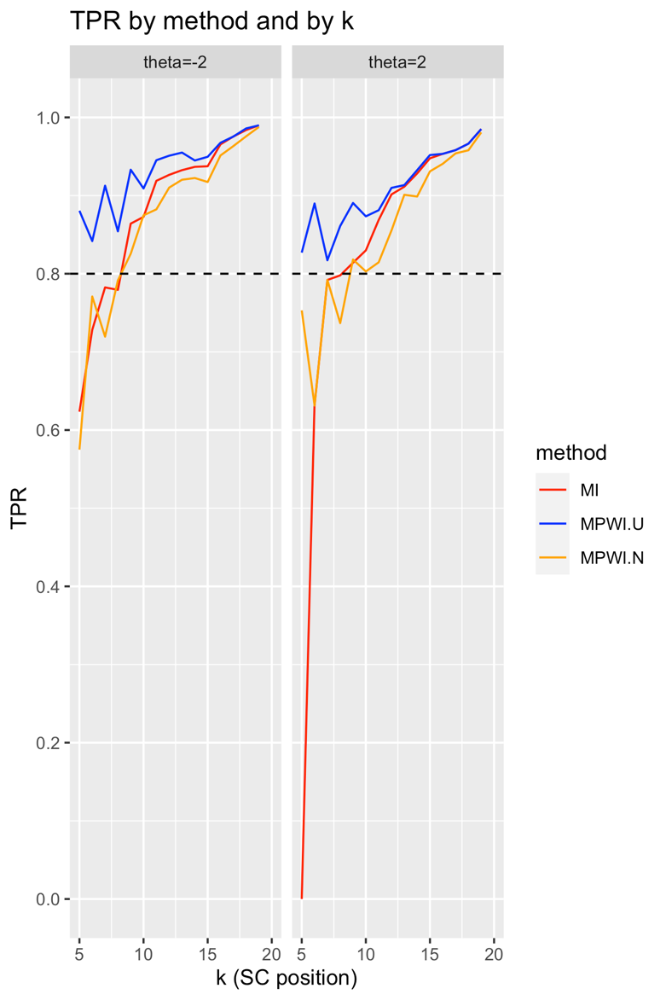 TPR by method and by k
theta=-2
theta=2
1.0
0.8
0.6
0.4
0.2
0.0
TPR
5 10 15 20
5 10 15 20
k (SC position)
method
MI
MPWI.U
MPWI.N